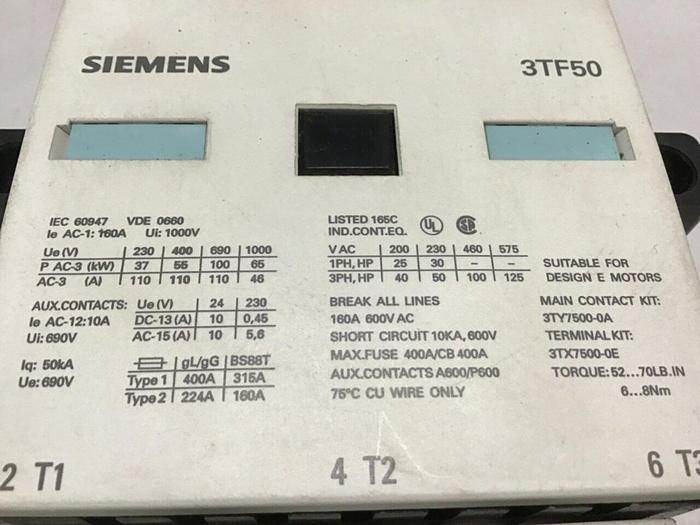 SIEMENS
3TF50
IEC 60947 VDE 0660
Ie AC-1: 160A Ui: 1000V
Ue (V) 230 400 690 1000
P AC-3 (kW) 37 55 100 65
AC-3 (A) 110 110 110 46
AUX.CONTACTS: Ue (V) 24 230
Ie AC-12:10A DC-13 (A) 10 0,45
Ui: 690V AC-15 (A) 10 5,6
Iq: 50kA gL/gG BS88T
Ue: 690V Type 1 400A 315A
Type 2 224A 160A
LISTED 165C
IND.CONT.EQ. UL SA
V AC 200 230 460 575
1PH, HP 25 30 – –
3PH, HP 40 50 100 125
BREAK ALL LINES
160A 600V AC
SHORT CIRCUIT 10KA, 600V
MAX.FUSE 400A/CB 400A
AUX.CONTACTS A600/P600
75°C CU WIRE ONLY
SUITABLE FOR
DESIGN E MOTORS
MAIN CONTACT KIT:
3TY7500-0A
TERMINAL KIT:
3TX7500-0E
TORQUE: 52...70LB.IN
6...8Nm
2 T1
4 T2
6 T3